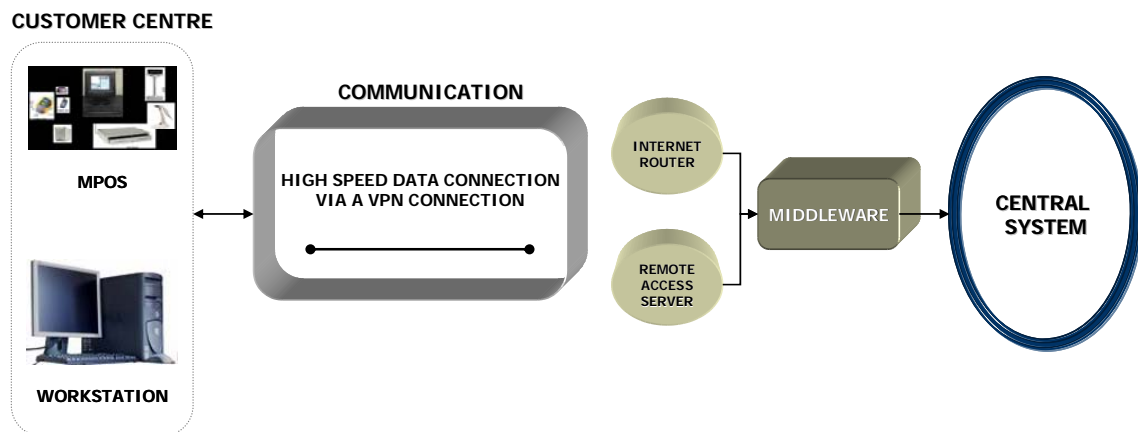 CUSTOMER CENTRE
MPOS
WORKSTATION
COMMUNICATION
HIGH SPEED DATA CONNECTION
VIA A VPN CONNECTION
INTERNET
ROUTER
REMOTE
ACCESS
SERVER
MIDDLEWARE
CENTRAL
SYSTEM